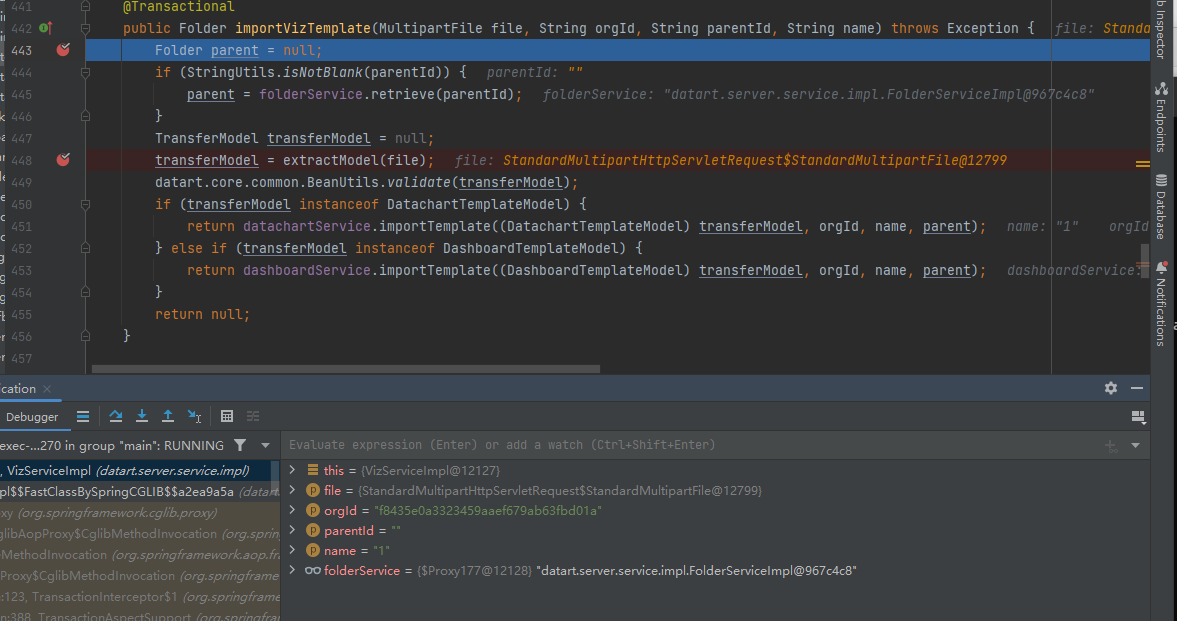 441 @Transactional
442 public Folder importVizTemplate(MultipartFile file, String orgId, String parentId, String name) throws Exception { file: Standa
443 Folder parent = null;
444 if (StringUtils.isNotBlank(parentId)) { parentId: ""
445 parent = folderService.retrieve(parentId); folderService: "datart.server.service.impl.FolderServiceImpl@967c4c8"
446 }
447 TransferModel transferModel = null;
448 transferModel = extractModel(file); file: StandardMultipartHttpServletRequest$StandardMultipartFile@12799
449 datart.core.common.BeanUtils.validate(transferModel);
450 if (transferModel instanceof DatachartTemplateModel) {
451 return datachartService.importTemplate((DatachartTemplateModel) transferModel, orgId, name, parent); name: "1" orgId
452 } else if (transferModel instanceof DashboardTemplateModel) {
453 return dashboardService.importTemplate((DashboardTemplateModel) transferModel, orgId, name, parent); dashboardService:
454 }
455 return null;
456 }
457
b Inspector
Endpoints
Database
Notifications
cation ×
Debugger
exec-...270 in group "main": RUNNING
Evaluate expression (Enter) or add a watch (Ctrl+Shift+Enter)
, VizServiceImpl (datart.server.service.impl)
pl$$FastClassBySpringCGLIB$$a2ea9a5a (datart
xy (org.springframework.cglib.proxy)
glibAopProxy$CglibMethodInvocation (org.sprin
MethodInvocation (org.springframework.aop.fr
Proxy$CglibMethodInvocation (org.springframe
:123, TransactionInterceptor$1 (org.springframe
n:388, TransactionAspectSupport (org.springfra
this = {VizServiceImpl@12127}
file = {StandardMultipartHttpServletRequest$StandardMultipartFile@12799}
orgId = "f8435e0a3323459aaef679ab63fbd01a"
parentId = ""
name = "1"
folderService = {$Proxy177@12128} "datart.server.service.impl.FolderServiceImpl@967c4c8"